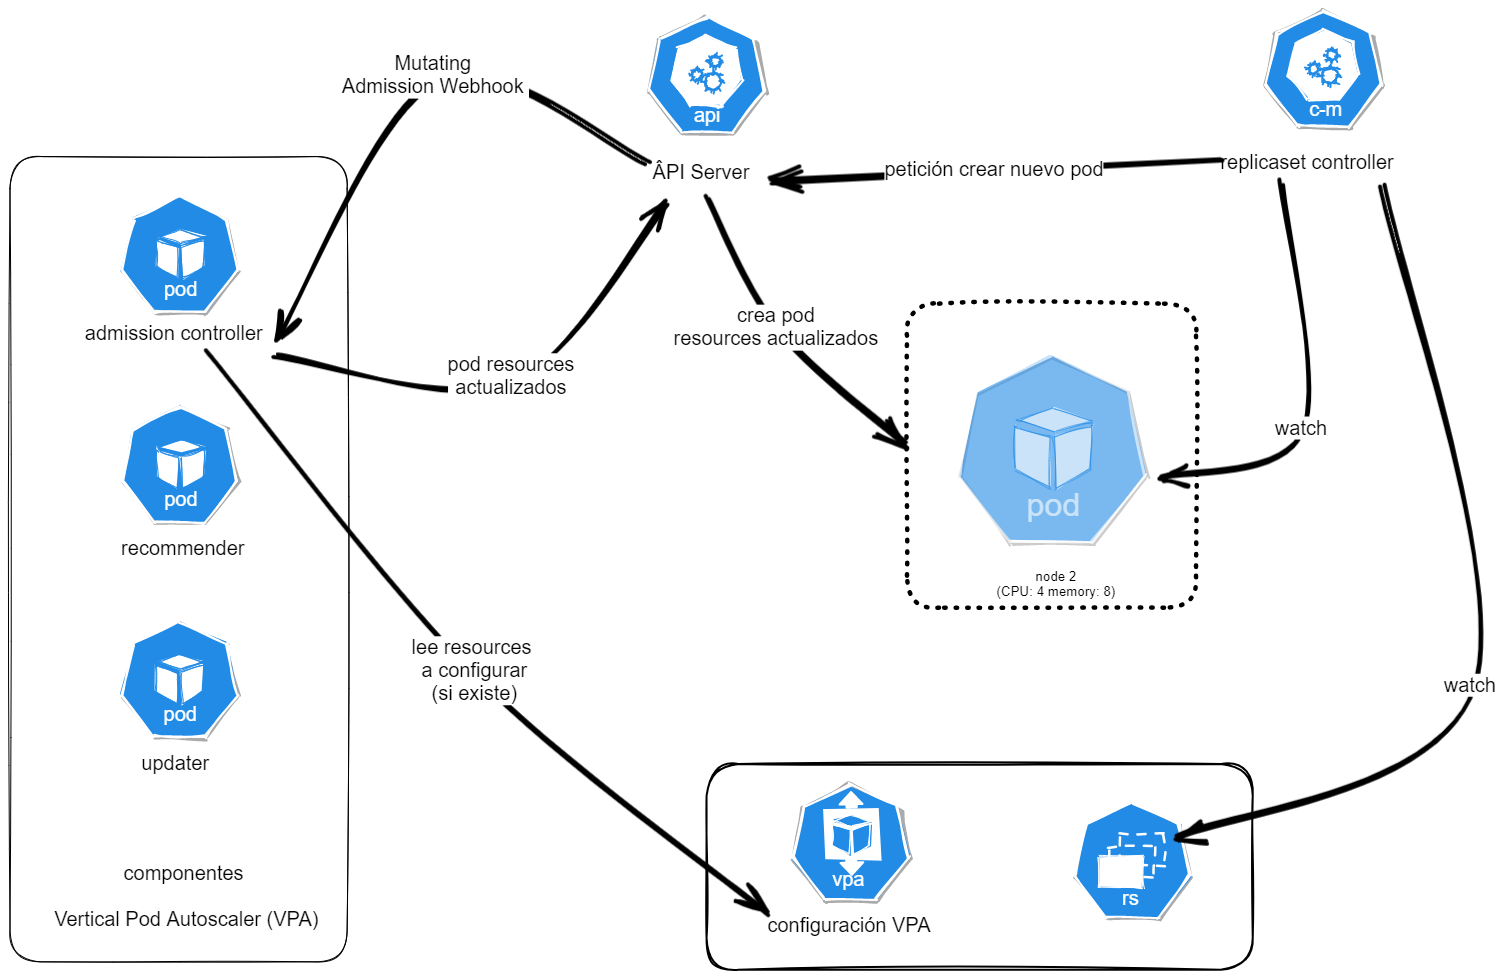 api
c-m
Mutating
Admission Webhook
ÂPI Server
petición crear nuevo pod
replicaset controller
pod
admission controller
crea pod
resources actualizados
pod resources
actualizados
watch
pod
recommender
pod
node 2
(CPU: 4 memory: 8)
lee resources
a configurar
(si existe)
watch
pod
updater
componentes
Vertical Pod Autoscaler (VPA)
vpa
configuración VPA
rs